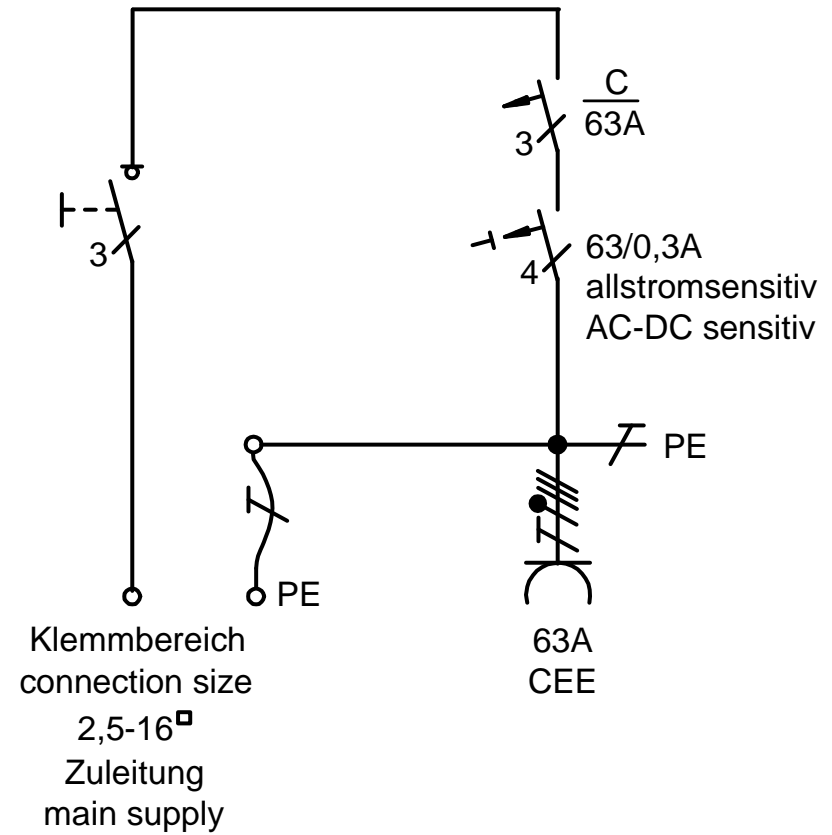 C
63A
3
3
63/0,3A
4
allstromsensitiv
AC-DC sensitiv
PE
PE
Klemmbereich
connection size
2,5-16□
Zuleitung
main supply
63A
CEE